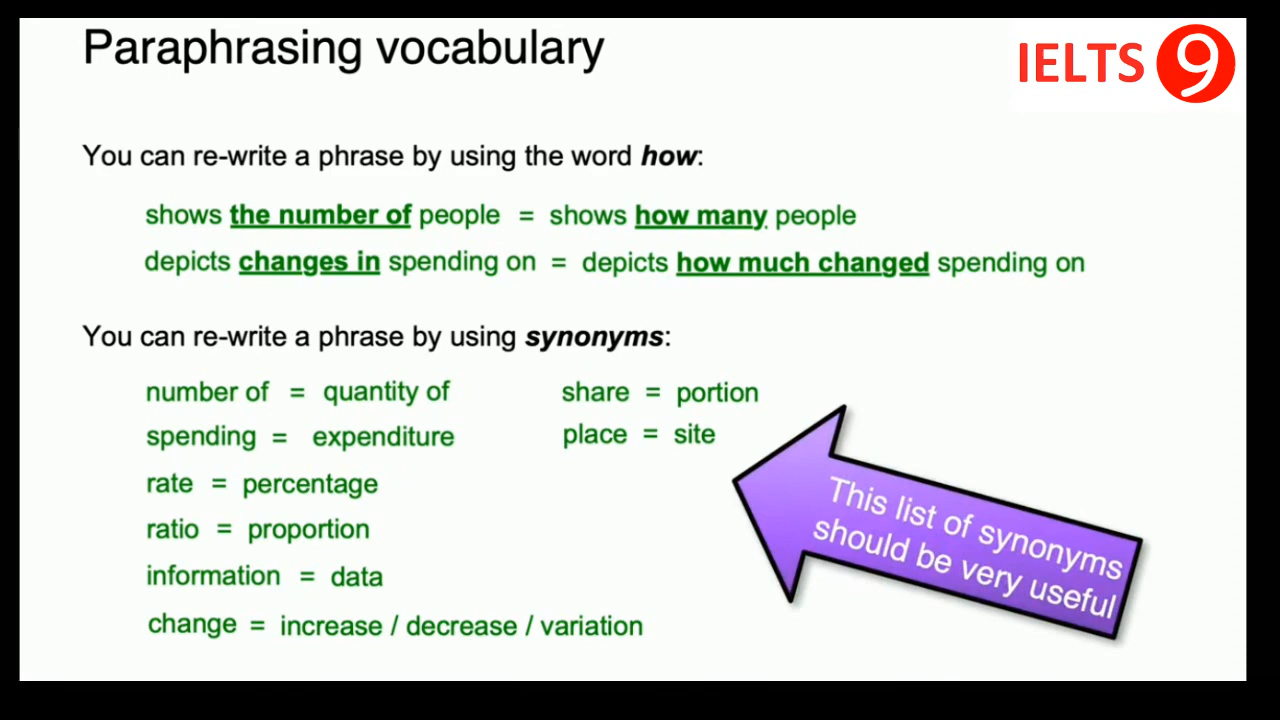 Paraphrasing vocabulary
IELTS 9
You can re-write a phrase by using the word how:
shows the number of people = shows how many people
depicts changes in spending on = depicts how much changed spending on
You can re-write a phrase by using synonyms:
number of = quantity of
spending = expenditure
rate = percentage
ratio = proportion
information = data
change = increase / decrease / variation
share = portion
place = site
This list of synonyms
should be very useful